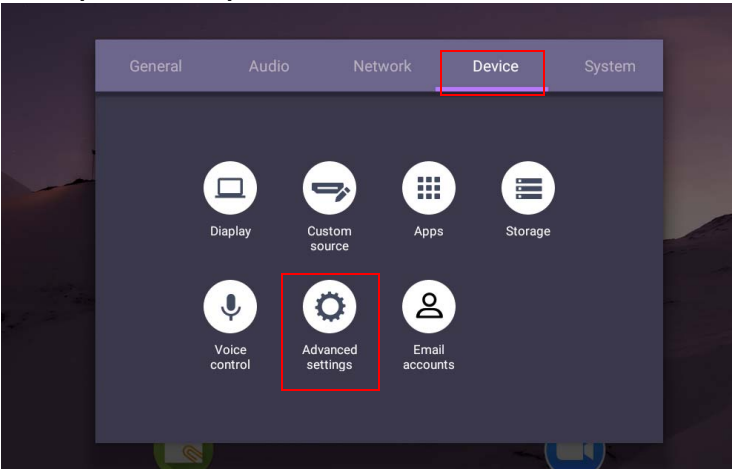 General Audio Network Device System
Diaplay Custom source Apps Storage
Voice control Advanced settings Email accounts